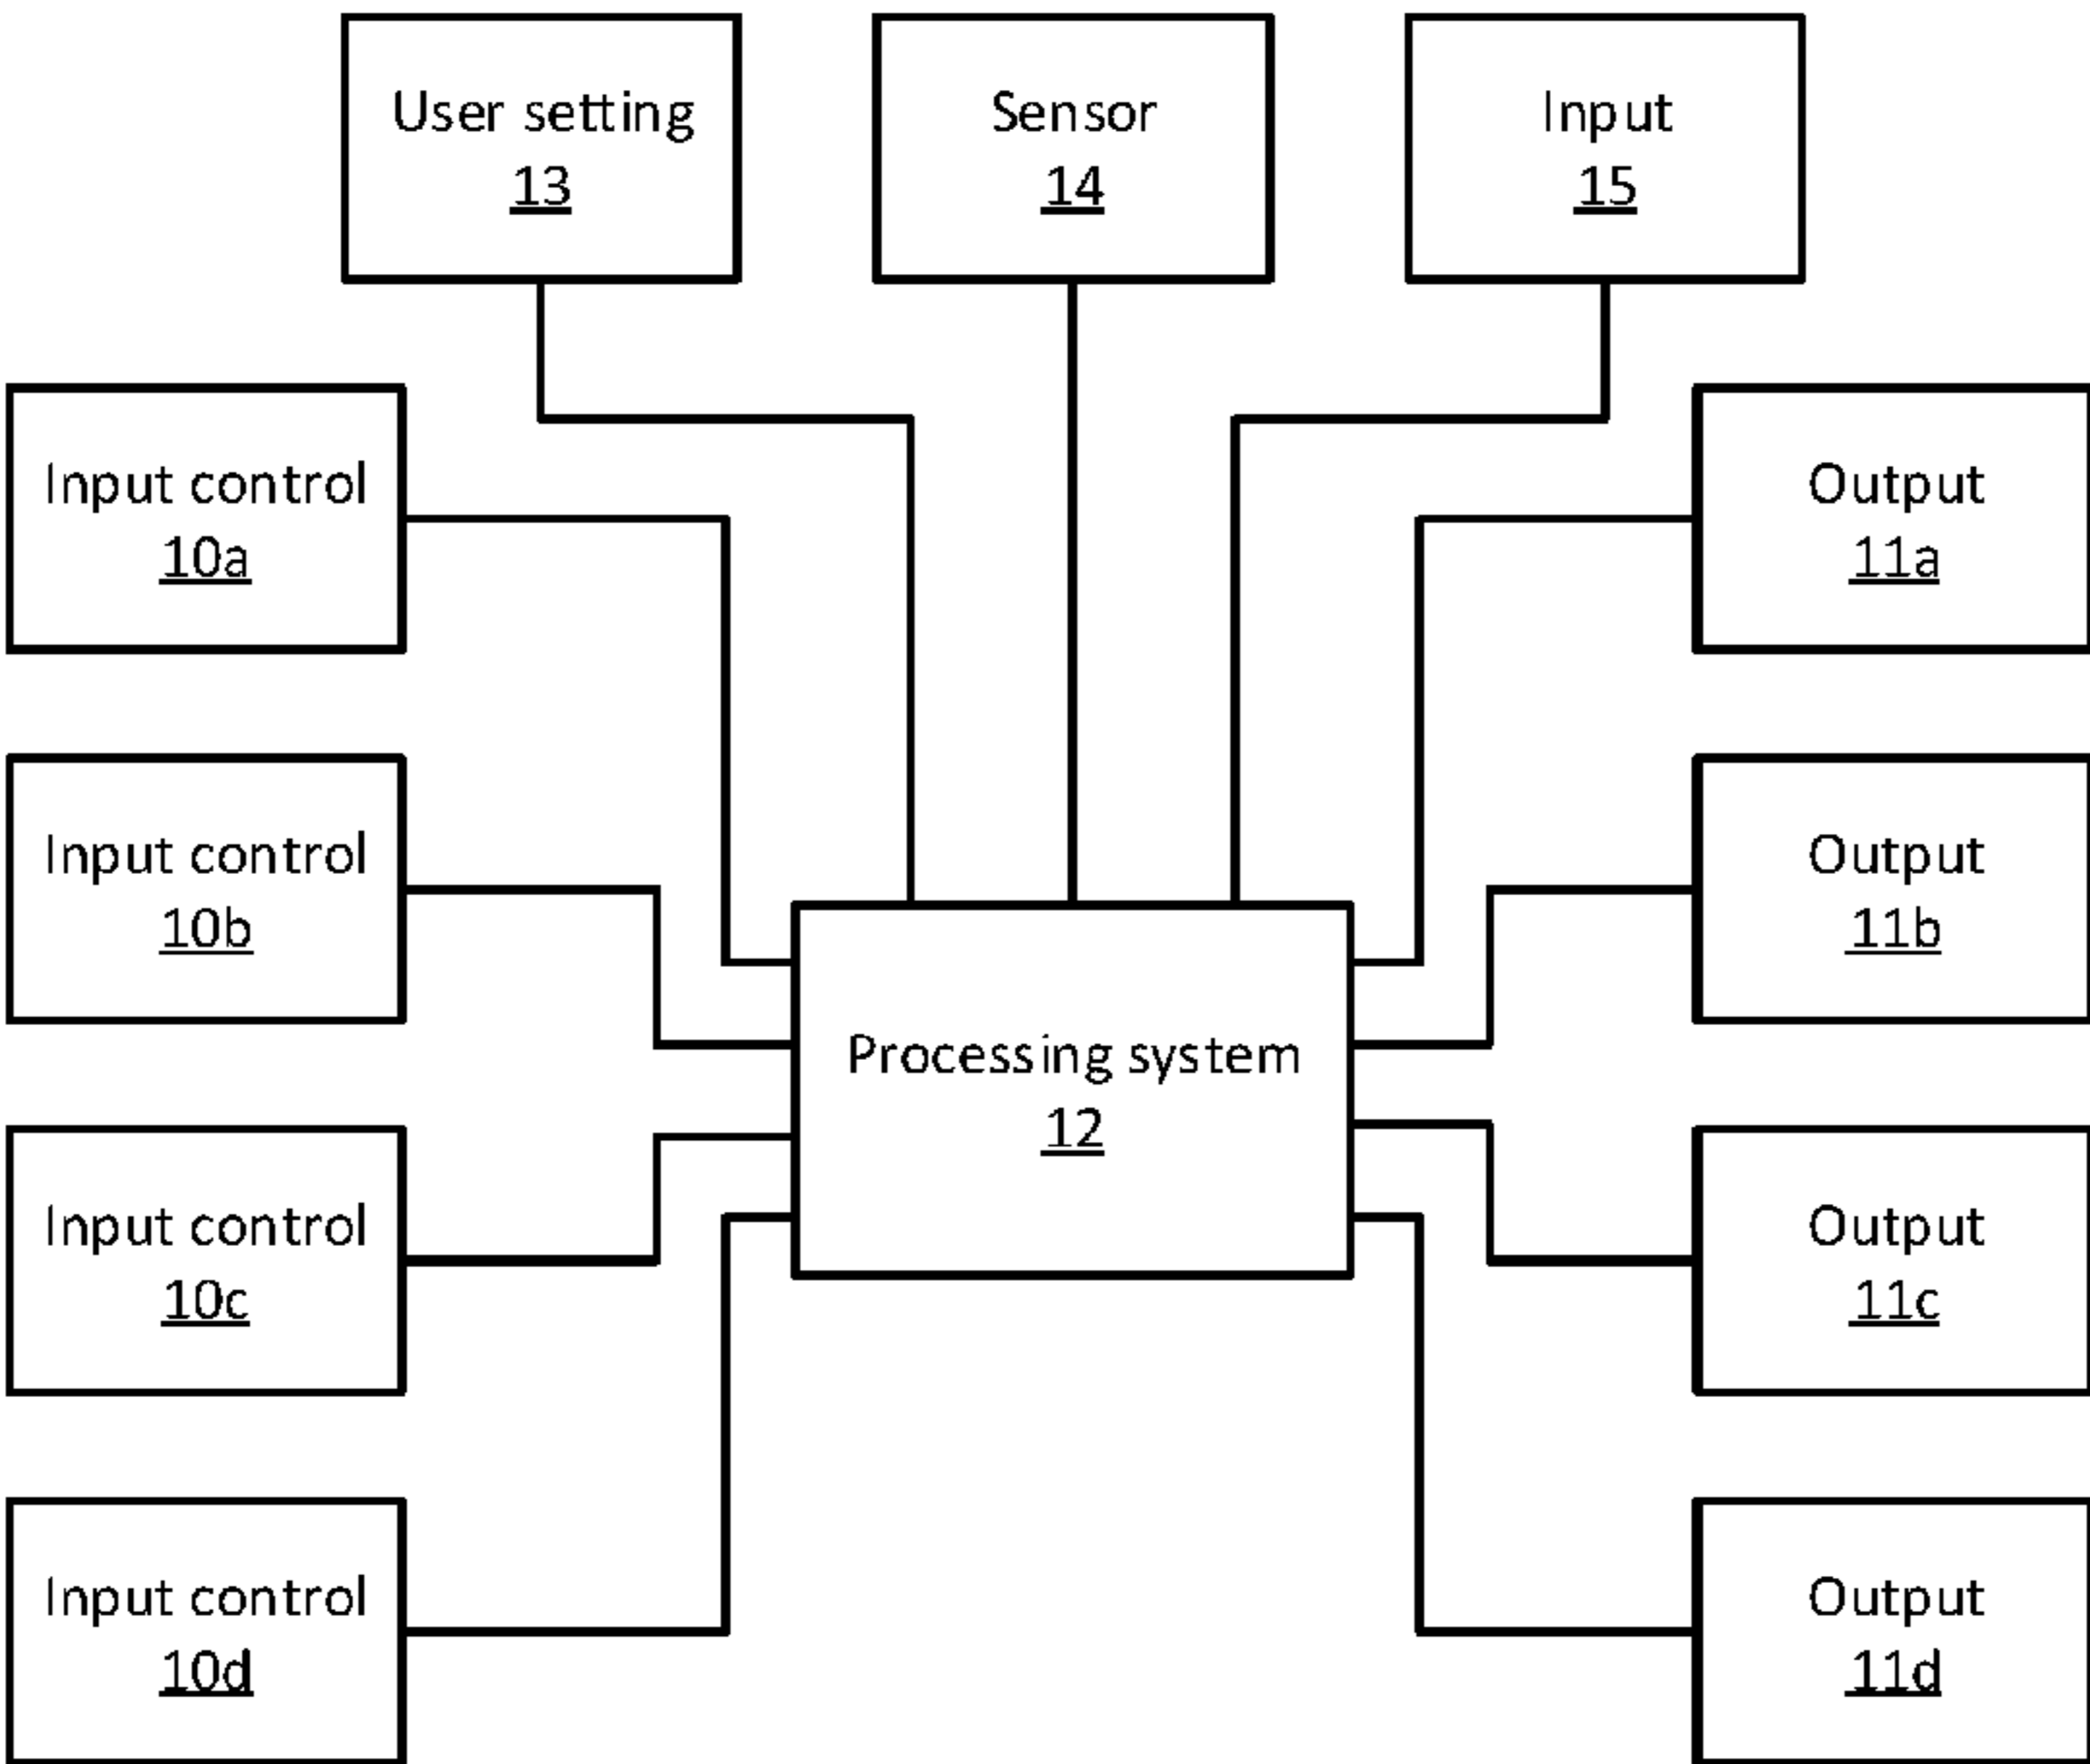 User setting
13
Sensor
14
Input
15
Input control
10a
Output
11a
Input control
10b
Output
11b
Processing system
12
Input control
10c
Output
11c
Input control
10d
Output
11d